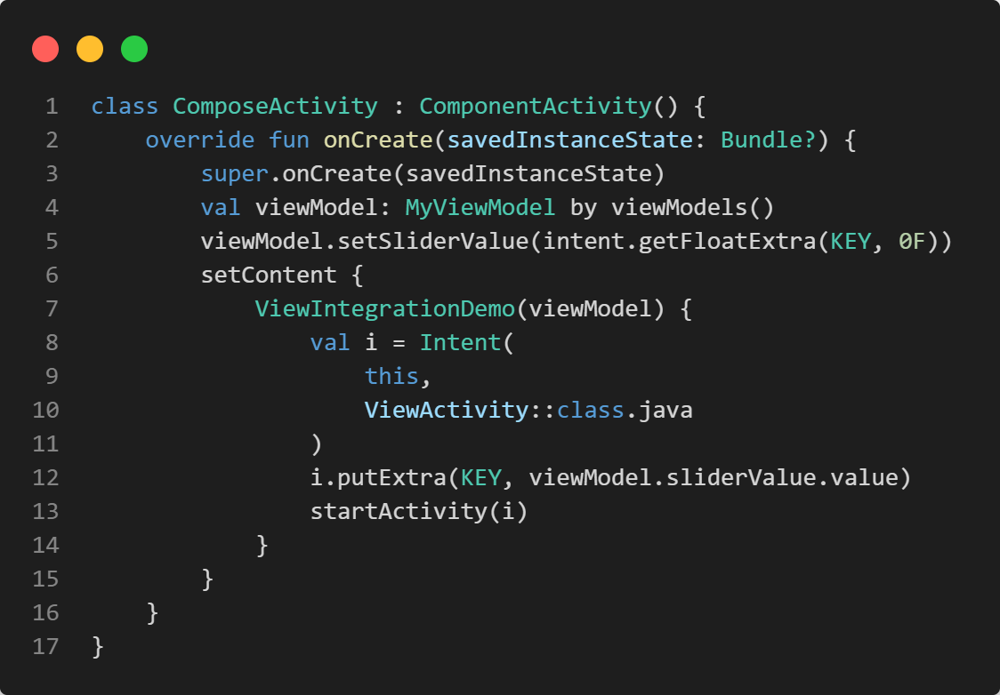 1 class ComposeActivity : ComponentActivity() {
2     override fun onCreate(savedInstanceState: Bundle?) {
3         super.onCreate(savedInstanceState)
4         val viewModel: MyViewModel by viewModels()
5         viewModel.setSliderValue(intent.getFloatExtra(KEY, 0F))
6         setContent {
7             ViewIntegrationDemo(viewModel) {
8                 val i = Intent(
9                     this,
10                     ViewActivity::class.java
11                 )
12                 i.putExtra(KEY, viewModel.sliderValue.value)
13                 startActivity(i)
14             }
15         }
16     }
17 }